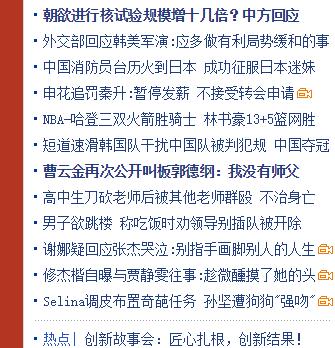 朝欲进行核试验规模增十几倍？中方回应
外交部回应韩美军演:应多做有利局势缓和的事
中国消防员台历火到日本 成功征服日本迷妹
申花追罚秦升:暂停发薪 不接受转会申请
NBA-哈登三双火箭胜骑士 林书豪13+5篮网胜
短道速滑韩国队干扰中国队被判犯规 中国夺冠
曹云金再次公开叫板郭德纲：我没有师父
高中生刀砍老师后被其他老师群殴 不治身亡
男子欲跳楼 称吃饭时劝领导别插队被开除
谢娜疑回应张杰哭泣:别指手画脚别人的人生
修杰楷自曝与贾静雯往事:趁微醺摸了她的头
Selina调皮布置奇葩任务 孙坚遭狗狗"强吻"
热点| 创新故事会：匠心扎根，创新结果！